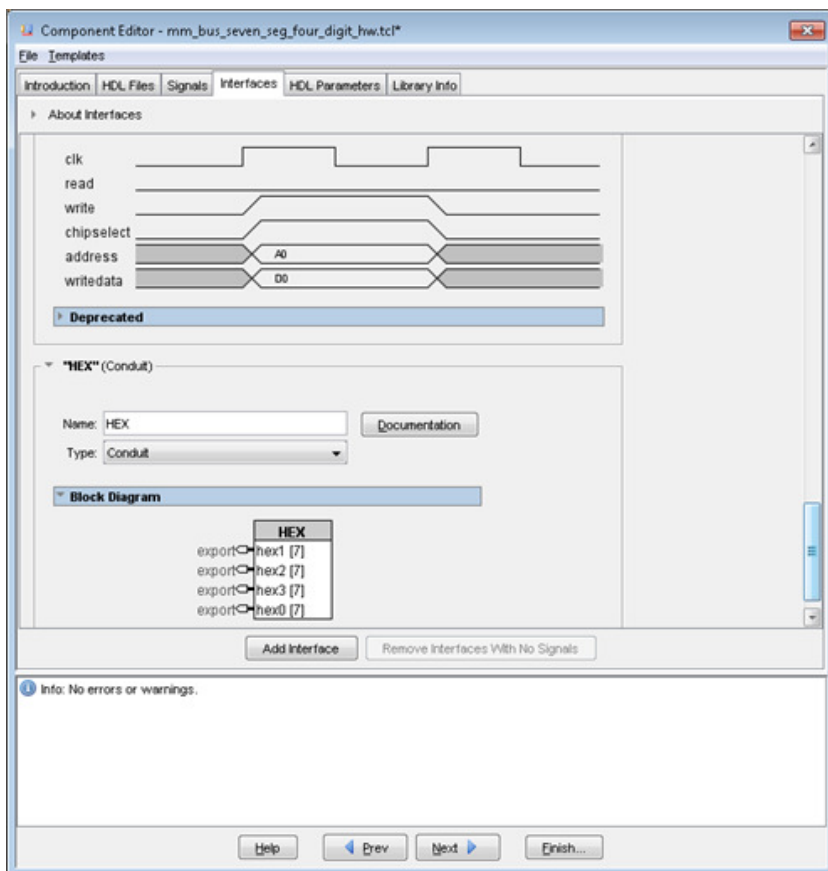 Component Editor - mm_bus_seven_seg_four_digit_hw.tcl*
File Templates
Introduction HDL Files Signals Interfaces HDL Parameters Library Info
About Interfaces
clk
read
write
chipselect
address A0
writedata D0
Deprecated
"HEX" (Conduit)
Name: HEX Documentation
Type: Conduit
Block Diagram
HEX
export hex1 [7]
export hex2 [7]
export hex3 [7]
export hex0 [7]
Add Interface Remove Interfaces With No Signals
Info: No errors or warnings.
Help Prev Next Finish...